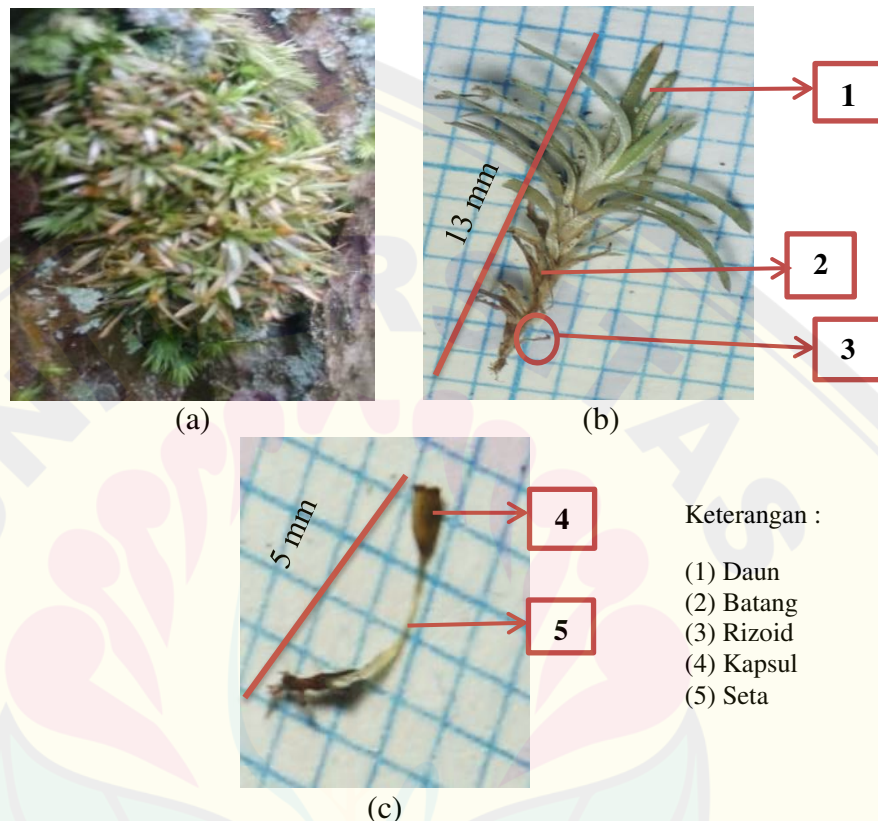 1
13 mm
2
3
(a)
(b)
5 mm
4
5
(c)
Keterangan :
(1) Daun
(2) Batang
(3) Rizoid
(4) Kapsul
(5) Seta